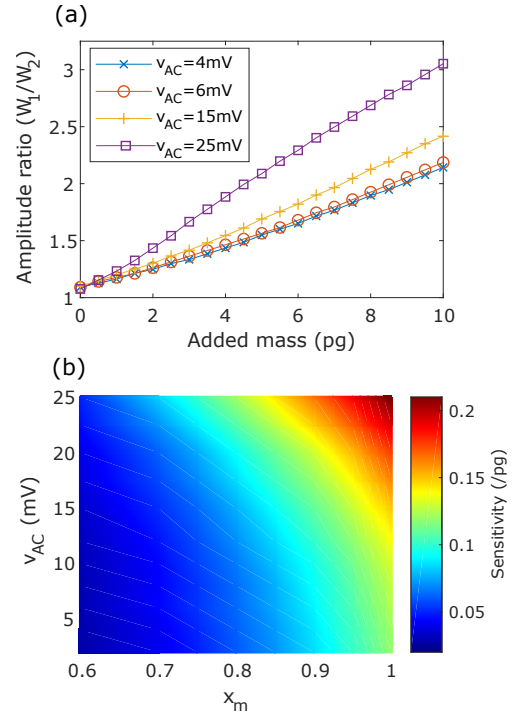 (a)
Amplitude ratio (W1/W2)
3
2.5
2
1.5
1
vAC=4mV
vAC=6mV
vAC=15mV
vAC=25mV
0 2 4 6 8 10
Added mass (pg)
(b)
vAC (mV)
25
20
15
10
5
0.6 0.7 0.8 0.9 1
xm
0.2
0.15
0.1
0.05
Sensitivity (/pg)